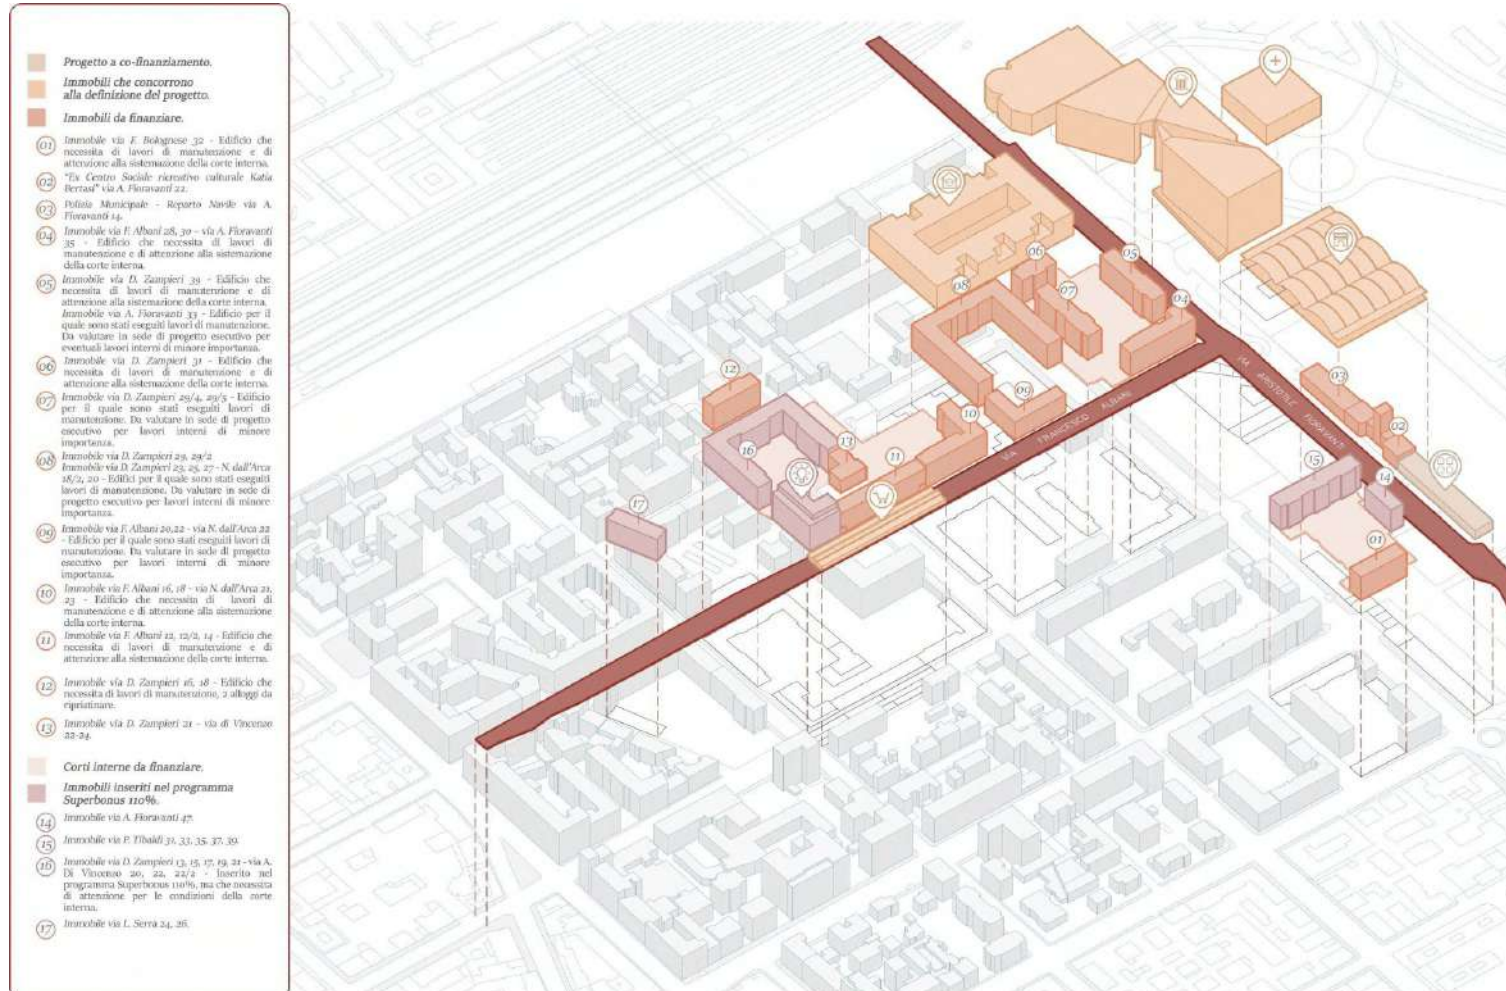 Progetto a co-finanziamento.
Immobili che concorrono
alla definizione del progetto.
Immobili da finanziare.
01 Immobile via F. Bolognese 32 - Edificio che
necessita di lavori di manutenzione e di
attenzione alla sistemazione della corte interna.
02 "Ex Centro Sociale ricreativo culturale Katia
Bertasi" via A. Fioravanti 22.
03 Polizia Municipale - Reparto Navile via A.
Fioravanti 14.
04 Immobile via F. Albani 28, 30 - via A. Fioravanti
35 - Edificio che necessita di lavori di
manutenzione e di attenzione alla sistemazione
della corte interna.
05 Immobile via D. Zampieri 39 - Edificio che
necessita di lavori di manutenzione e di
attenzione alla sistemazione della corte interna.
Immobile via A. Fioravanti 33 - Edificio per il
quale sono stati eseguiti lavori di manutenzione.
Da valutare in sede di progetto esecutivo per
eventuali lavori interni di minore importanza.
06 Immobile via D. Zampieri 31 - Edificio che
necessita di lavori di manutenzione e di
attenzione alla sistemazione della corte interna.
07 Immobile via D. Zampieri 29/4, 29/5 - Edificio
per il quale sono stati eseguiti lavori di
manutenzione. Da valutare in sede di progetto
esecutivo per lavori interni di minore
importanza.
08 Immobile via D. Zampieri 29, 29/2
Immobile via D. Zampieri 23, 25, 27 - N. dall'Arca
18/2, 20 - Edifici per il quale sono stati eseguiti
lavori di manutenzione. Da valutare in sede di
progetto esecutivo per lavori interni di minore
importanza.
09 Immobile via F. Albani 20,22 - via N. dall'Arca 22
- Edificio per il quale sono stati eseguiti lavori di
manutenzione. Da valutare in sede di progetto
esecutivo per lavori interni di minore
importanza.
10 Immobile via F. Albani 16, 18 - via N. dall'Arca 21,
23 - Edificio che necessita di lavori di
manutenzione e di attenzione alla sistemazione
della corte interna.
11 Immobile via F. Albani 12, 12/2, 14 - Edificio che
necessita di lavori di manutenzione e di
attenzione alla sistemazione della corte interna.
12 Immobile via D. Zampieri 16, 18 - Edificio che
necessita di lavori di manutenzione, 2 alloggi da
ripristinare.
13 Immobile via D. Zampieri 21 - via di Vincenzo
22-24.
Corti interne da finanziare.
Immobili inseriti nel programma
Superbonus 110%.
14 Immobile via A. Fioravanti 47.
15 Immobile via P. Tibaldi 31, 33, 35, 37, 39.
16 Immobile via D. Zampieri 13, 15, 17, 19, 21 - via A.
Di Vincenzo 20, 22, 22/2 - Inserito nel
programma Superbonus 110%, ma che necessita
di attenzione per le condizioni della corte
interna.
17 Immobile via L. Serra 24, 26.
06
05
07
04
08
12
09
10
03
02
13
11
16
15
14
17
01
VIA FRANCESCO ALBANI
VIA ARISTOTILE FIORAVANTI